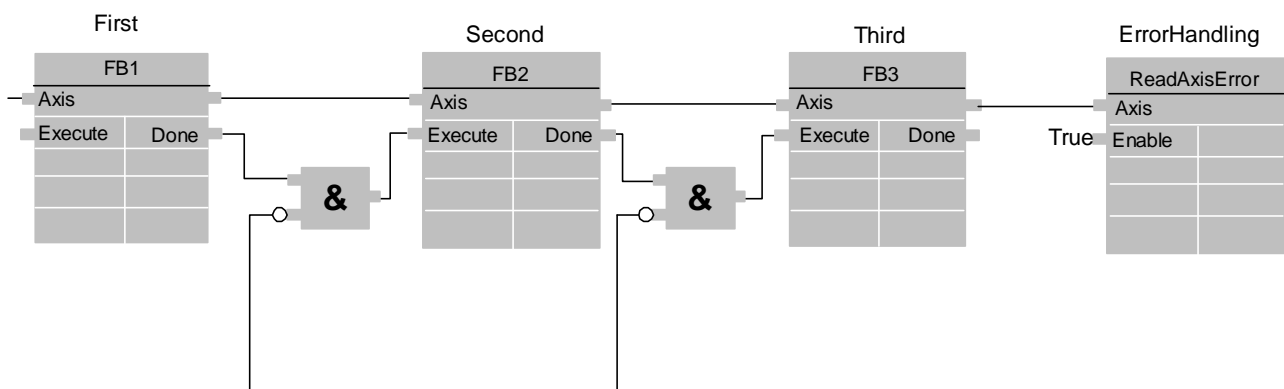 First
Second
Third
ErrorHandling
FB1
FB2
FB3
ReadAxisError
Axis
Axis
Axis
Axis
Execute Done
Execute Done
Execute Done
True Enable
&
&